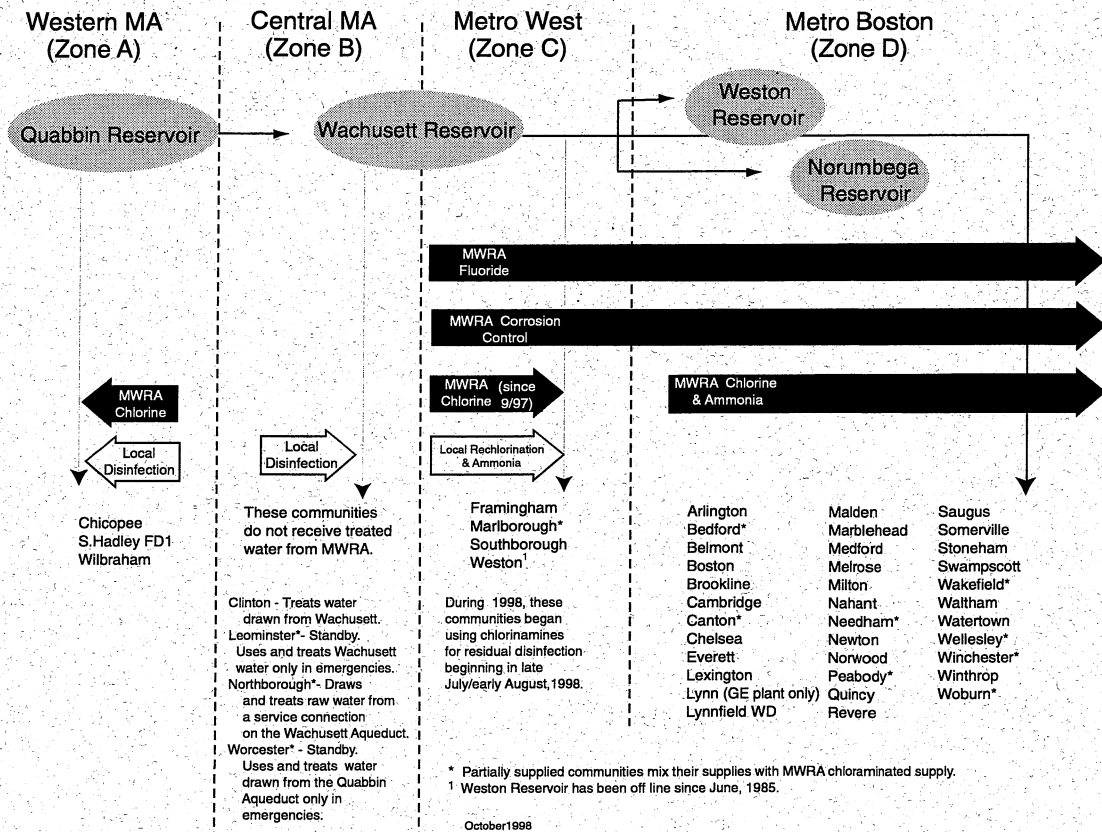 Western MA
(Zone A)
Central MA
(Zone B)
Metro West
(Zone C)
Metro Boston
(Zone D)
Quabbin Reservoir
Wachusett Reservoir
Weston
Reservoir
Norumbega
Reservoir
MWRA
Fluoride
MWRA Corrosion
Control
MWRA
Chlorine
MWRA (since
Chlorine 9/97)
MWRA Chlorine
& Ammonia
Local
Disinfection
Local
Disinfection
Local Rechlorination
& Ammonia
Chicopee
S.Hadley FD1
Wilbraham
These communities
do not receive treated
water from MWRA.
Clinton - Treats water
drawn from Wachusett.
Leominster*- Standby.
Uses and treats Wachusett
water only in emergencies.
Northborough*- Draws
and treats raw water from
a service connection
on the Wachusett Aqueduct.
Worcester* - Standby.
Uses and treats water
drawn from the Quabbin
Aqueduct only in
emergencies.
Framingham
Marlborough*
Southborough
Weston1
During 1998, these
communities began
using chlorinamines
for residual disinfection
beginning in late
July/early August,1998.
Arlington
Bedford*
Belmont
Boston
Brookline
Cambridge
Canton*
Chelsea
Everett
Lexington
Lynn (GE plant only)
Lynnfield WD
Malden
Marblehead
Medford
Melrose
Milton
Nahant
Needham*
Newton
Norwood
Peabody*
Quincy
Revere
Saugus
Somerville
Stoneham
Swampscott
Wakefield*
Waltham
Watertown
Wellesley*
Winchester*
Winthrop
Woburn*
* Partially supplied communities mix their supplies with MWRA chloraminated supply.
1 Weston Reservoir has been off line since June, 1985.
October1998